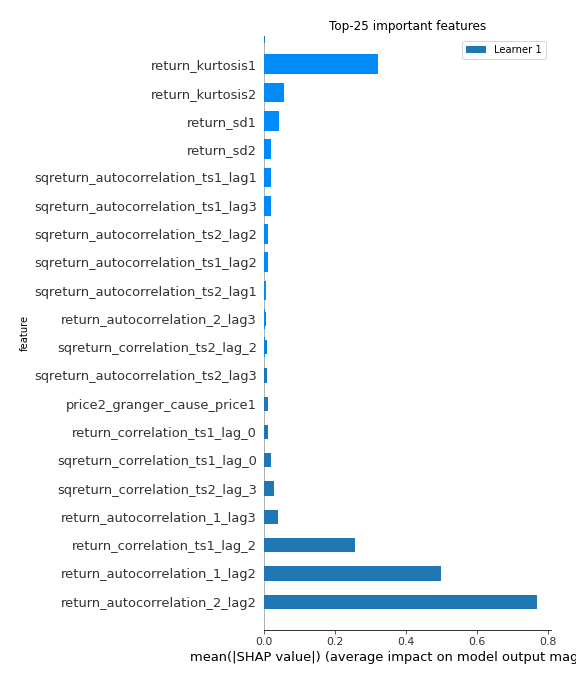 Top-25 important features
Learner 1
return_kurtosis1
return_kurtosis2
return_sd1
return_sd2
sqreturn_autocorrelation_ts1_lag1
sqreturn_autocorrelation_ts1_lag3
sqreturn_autocorrelation_ts2_lag2
sqreturn_autocorrelation_ts1_lag2
sqreturn_autocorrelation_ts2_lag1
return_autocorrelation_2_lag3
sqreturn_correlation_ts2_lag_2
sqreturn_autocorrelation_ts2_lag3
price2_granger_cause_price1
return_correlation_ts1_lag_0
sqreturn_correlation_ts1_lag_0
sqreturn_correlation_ts2_lag_3
return_autocorrelation_1_lag3
return_correlation_ts1_lag_2
return_autocorrelation_1_lag2
return_autocorrelation_2_lag2
feature
0.0 0.2 0.4 0.6 0.8
mean(|SHAP value|) (average impact on model output mag